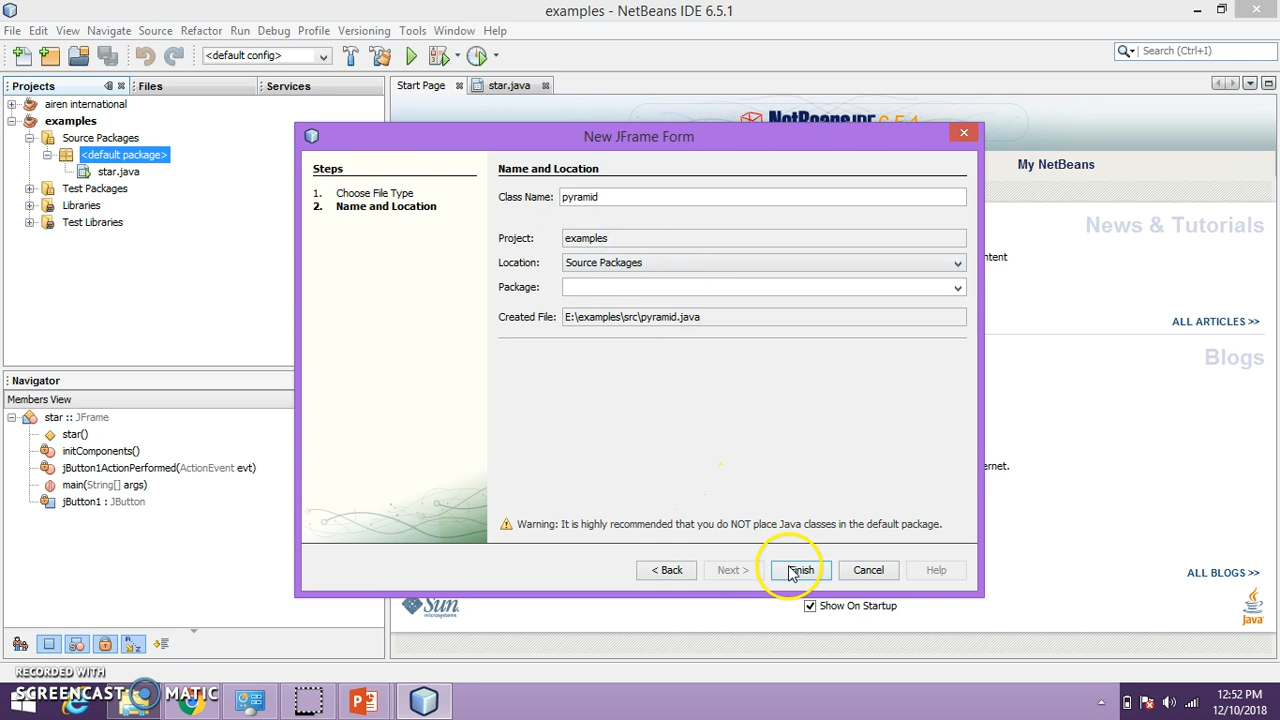 examples - NetBeans IDE 6.5.1
File Edit View Navigate Source Refactor Run Debug Profile Versioning Tools Window Help
<default config>
Search (Ctrl+I)
Projects
Files
Services
Start Page
star.java
airen international
examples
Source Packages
<default package>
star.java
Test Packages
Libraries
Test Libraries
My NetBeans
News & Tutorials
ntent
ALL ARTICLES >>
Blogs
ernet.
ALL BLOGS >>
New JFrame Form
Steps
1. Choose File Type
2. Name and Location
Name and Location
Class Name: pyramid
Project: examples
Location: Source Packages
Package:
Created File: E:\examples\src\pyramid.java
Warning: It is highly recommended that you do NOT place Java classes in the default package.
< Back
Next >
Finish
Cancel
Help
Navigator
Members View
star :: JFrame
star()
initComponents()
jButton1ActionPerformed(ActionEvent evt)
main(String[] args)
jButton1 : JButton
Sun
microsystems
Show On Startup
Java
RECORDED WITH
SCREENCAST MATIC
12:52 PM
12/10/2018